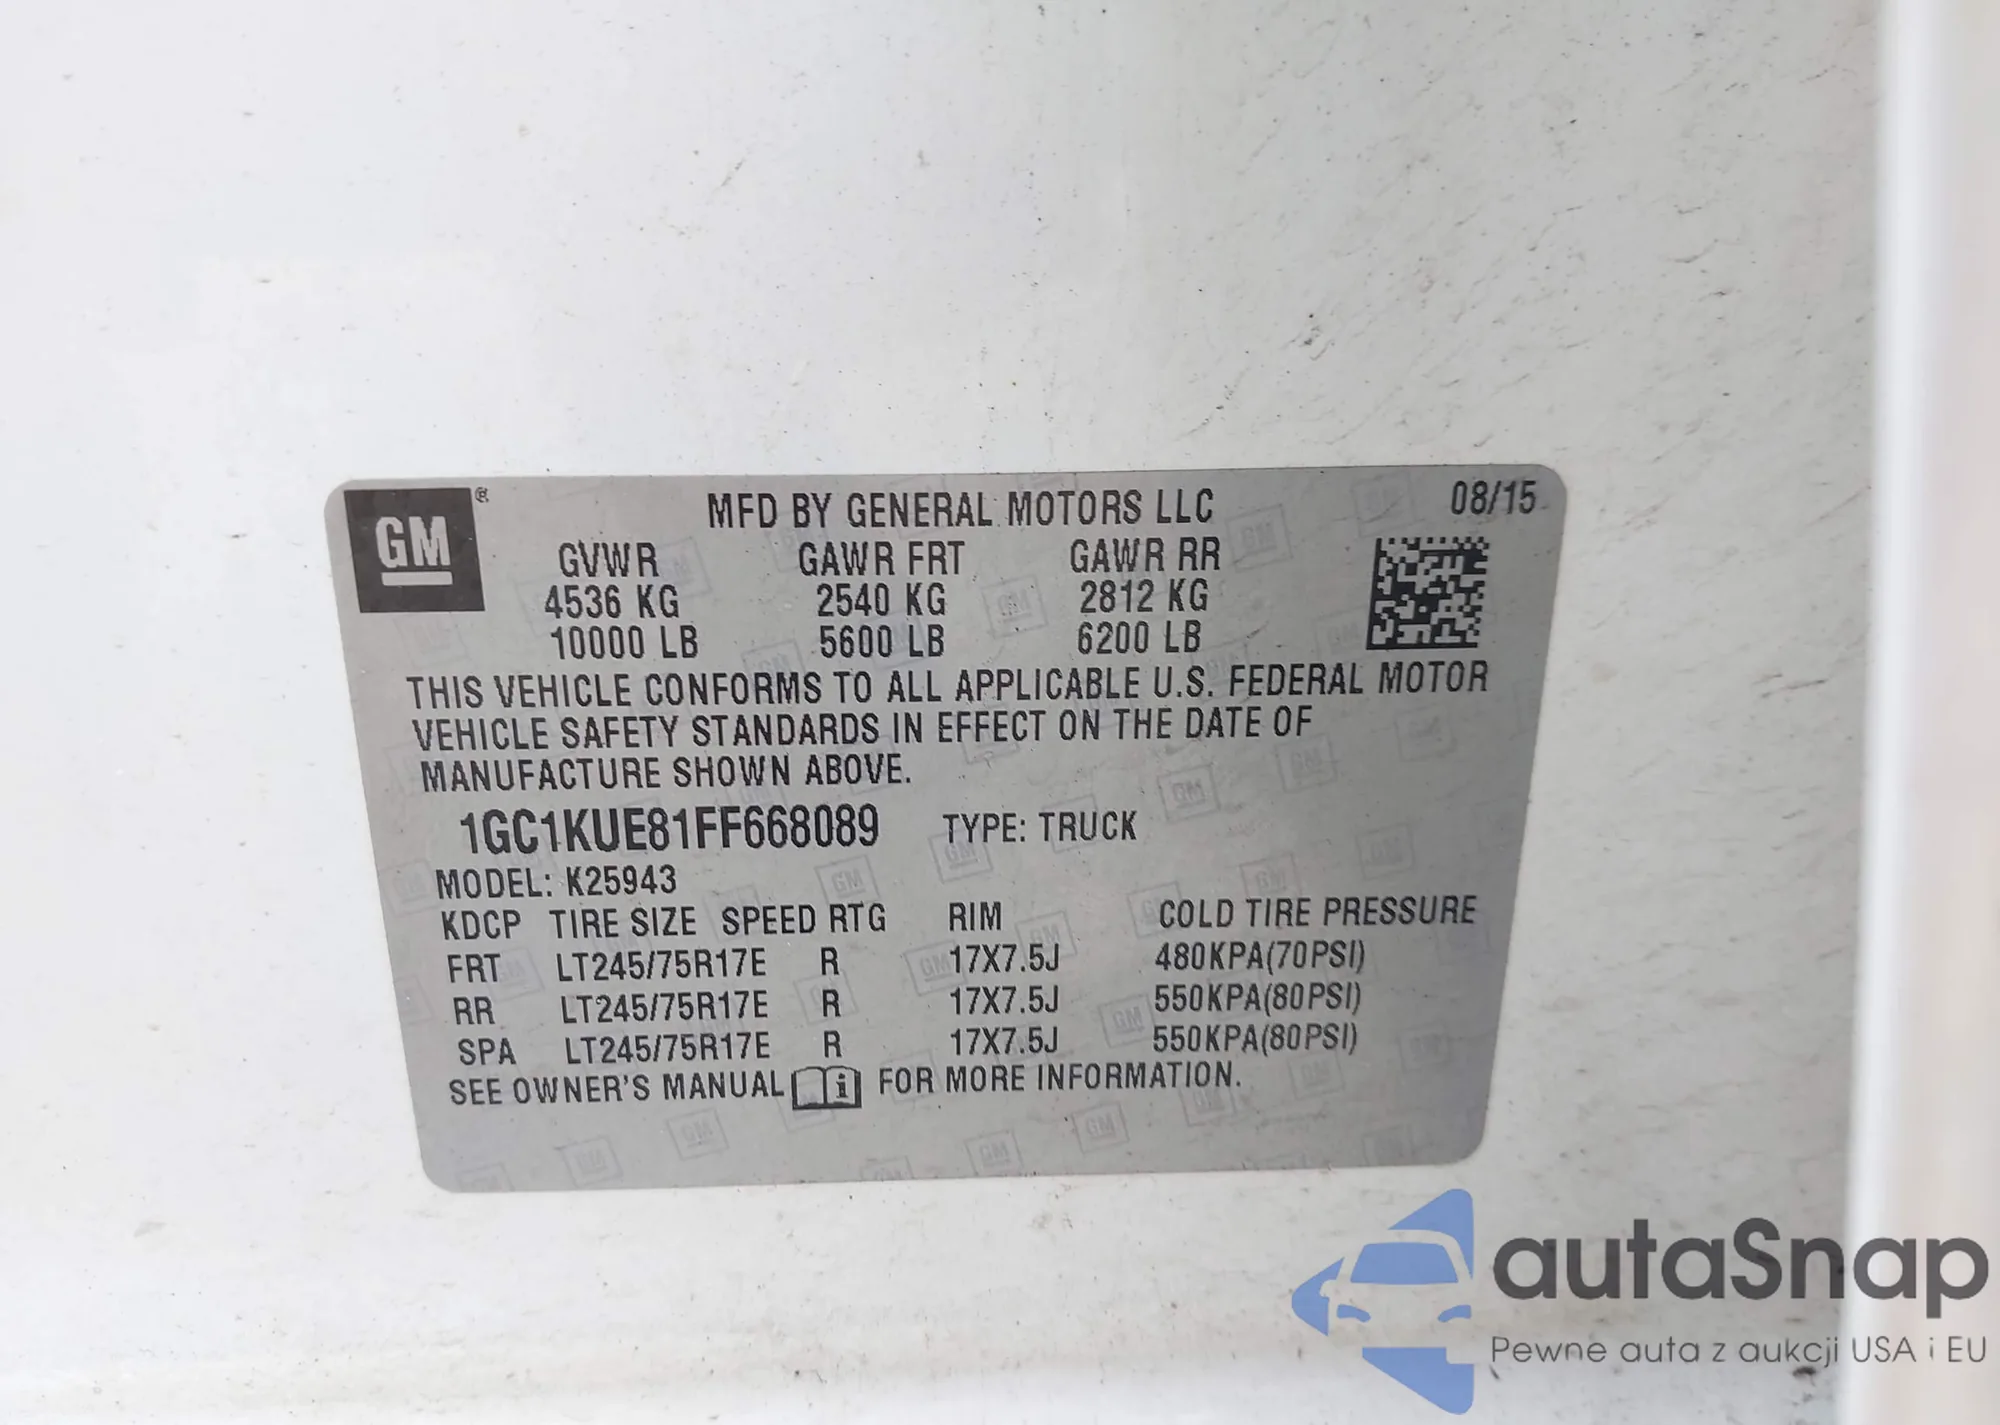 GM ®
MFD BY GENERAL MOTORS LLC 08/15
GVWR GAWR FRT GAWR RR
4536 KG 2540 KG 2812 KG
10000 LB 5600 LB 6200 LB
THIS VEHICLE CONFORMS TO ALL APPLICABLE U.S. FEDERAL MOTOR
VEHICLE SAFETY STANDARDS IN EFFECT ON THE DATE OF
MANUFACTURE SHOWN ABOVE.
1GC1KUE81FF668089 TYPE: TRUCK
MODEL: K25943
KDCP TIRE SIZE SPEED RTG RIM COLD TIRE PRESSURE
FRT LT245/75R17E R 17X7.5J 480KPA(70PSI)
RR LT245/75R17E R 17X7.5J 550KPA(80PSI)
SPA LT245/75R17E R 17X7.5J 550KPA(80PSI)
SEE OWNER'S MANUAL i FOR MORE INFORMATION.
autaSnap
Pewne auta z aukcji USA i EU